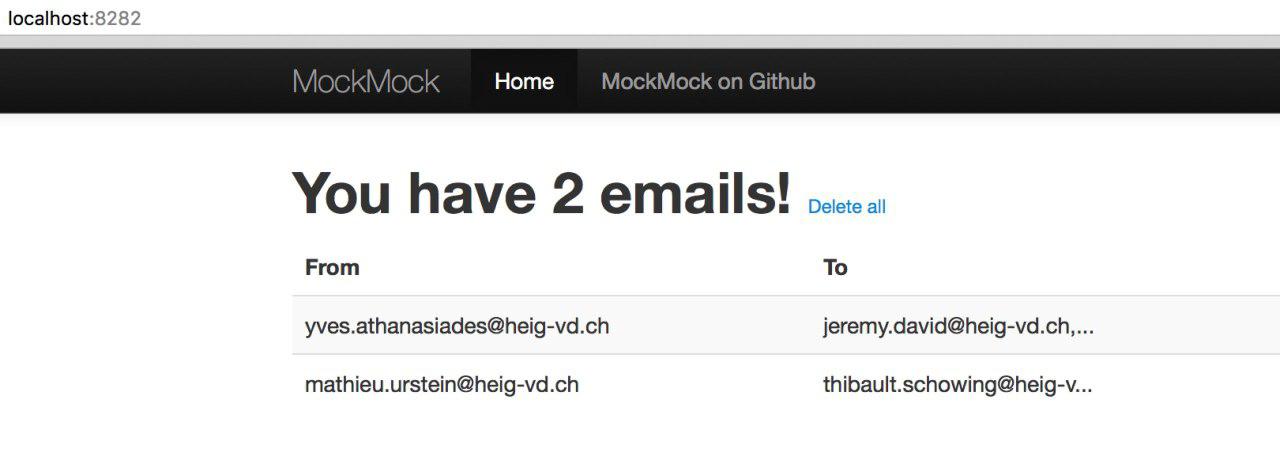 localhost:8282
MockMock Home MockMock on Github
You have 2 emails! Delete all
From To
yves.athanasiades@heig-vd.ch jeremy.david@heig-vd.ch,...
mathieu.urstein@heig-vd.ch thibault.schowing@heig-v...